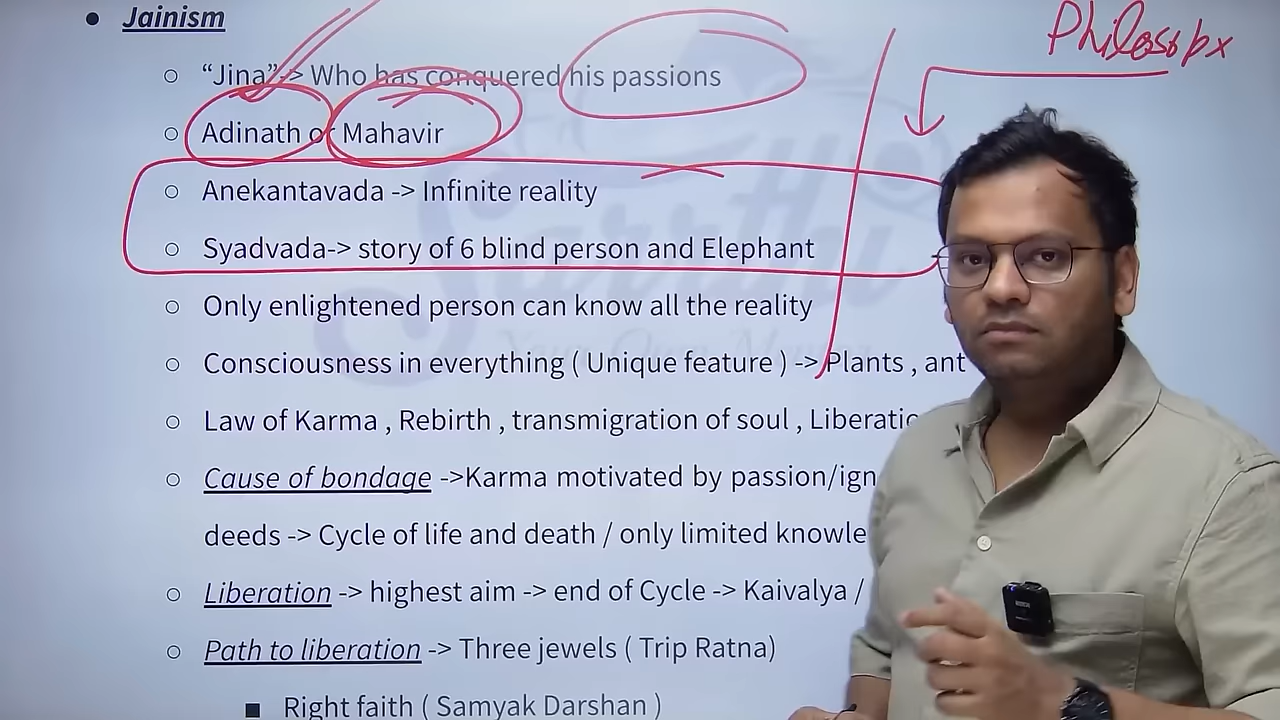 Philosophy
• Jainism
○ “Jina”-> Who has conquered his passions
○ Adinath or Mahavir
○ Anekantavada -> Infinite reality
○ Syadvada-> story of 6 blind person and Elephant
○ Only enlightened person can know all the reality
○ Consciousness in everything ( Unique feature ) -> Plants , ant
○ Law of Karma , Rebirth , transmigration of soul , Liberatio
○ Cause of bondage ->Karma motivated by passion/ign
deeds -> Cycle of life and death / only limited knowle
○ Liberation -> highest aim -> end of Cycle -> Kaivalya /
○ Path to liberation -> Three jewels ( Trip Ratna)
■ Right faith ( Samyak Darshan )